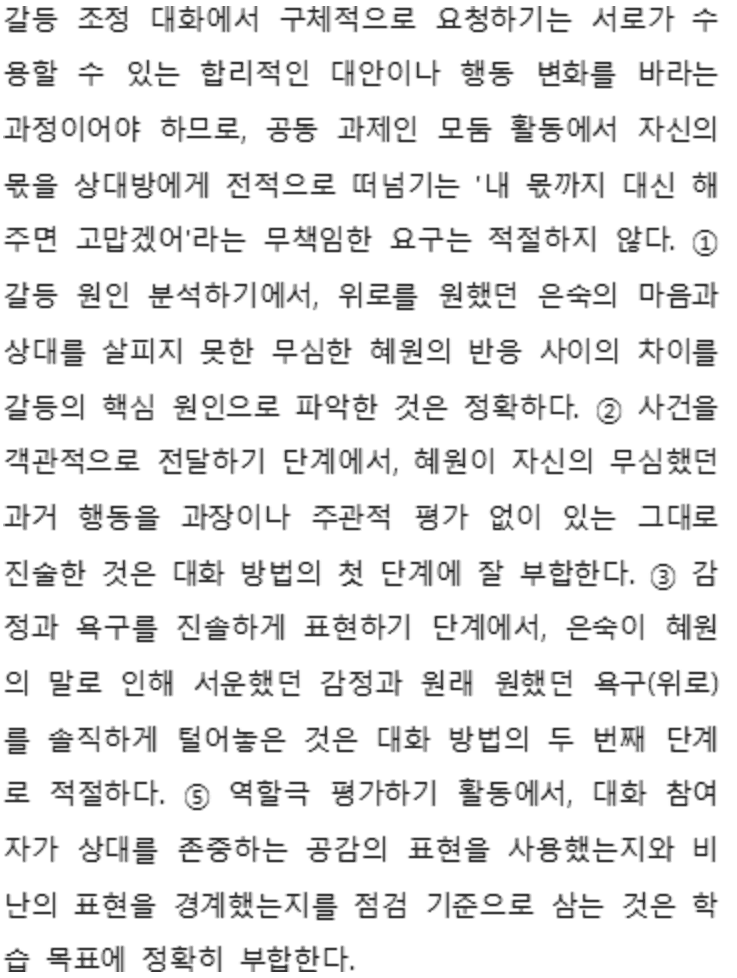 갈등 조정 대화에서 구체적으로 요청하기는 서로가 수
용할 수 있는 합리적인 대안이나 행동 변화를 바라는
과정이어야 하므로, 공동 과제인 모둠 활동에서 자신의
몫을 상대방에게 전적으로 떠넘기는 '내 몫까지 대신 해
주면 고맙겠어'라는 무책임한 요구는 적절하지 않다. ①
갈등 원인 분석하기에서, 위로를 원했던 은숙의 마음과
상대를 살피지 못한 무심한 혜원의 반응 사이의 차이를
갈등의 핵심 원인으로 파악한 것은 정확하다. ② 사건을
객관적으로 전달하기 단계에서, 혜원이 자신의 무심했던
과거 행동을 과장이나 주관적 평가 없이 있는 그대로
진술한 것은 대화 방법의 첫 단계에 잘 부합한다. ③ 감
정과 욕구를 진솔하게 표현하기 단계에서, 은숙이 혜원
의 말로 인해 서운했던 감정과 원래 원했던 욕구(위로)
를 솔직하게 털어놓은 것은 대화 방법의 두 번째 단계
로 적절하다. ⑤ 역할극 평가하기 활동에서, 대화 참여
자가 상대를 존중하는 공감의 표현을 사용했는지와 비
난의 표현을 경계했는지를 점검 기준으로 삼는 것은 학
습 목표에 정확히 부합한다.